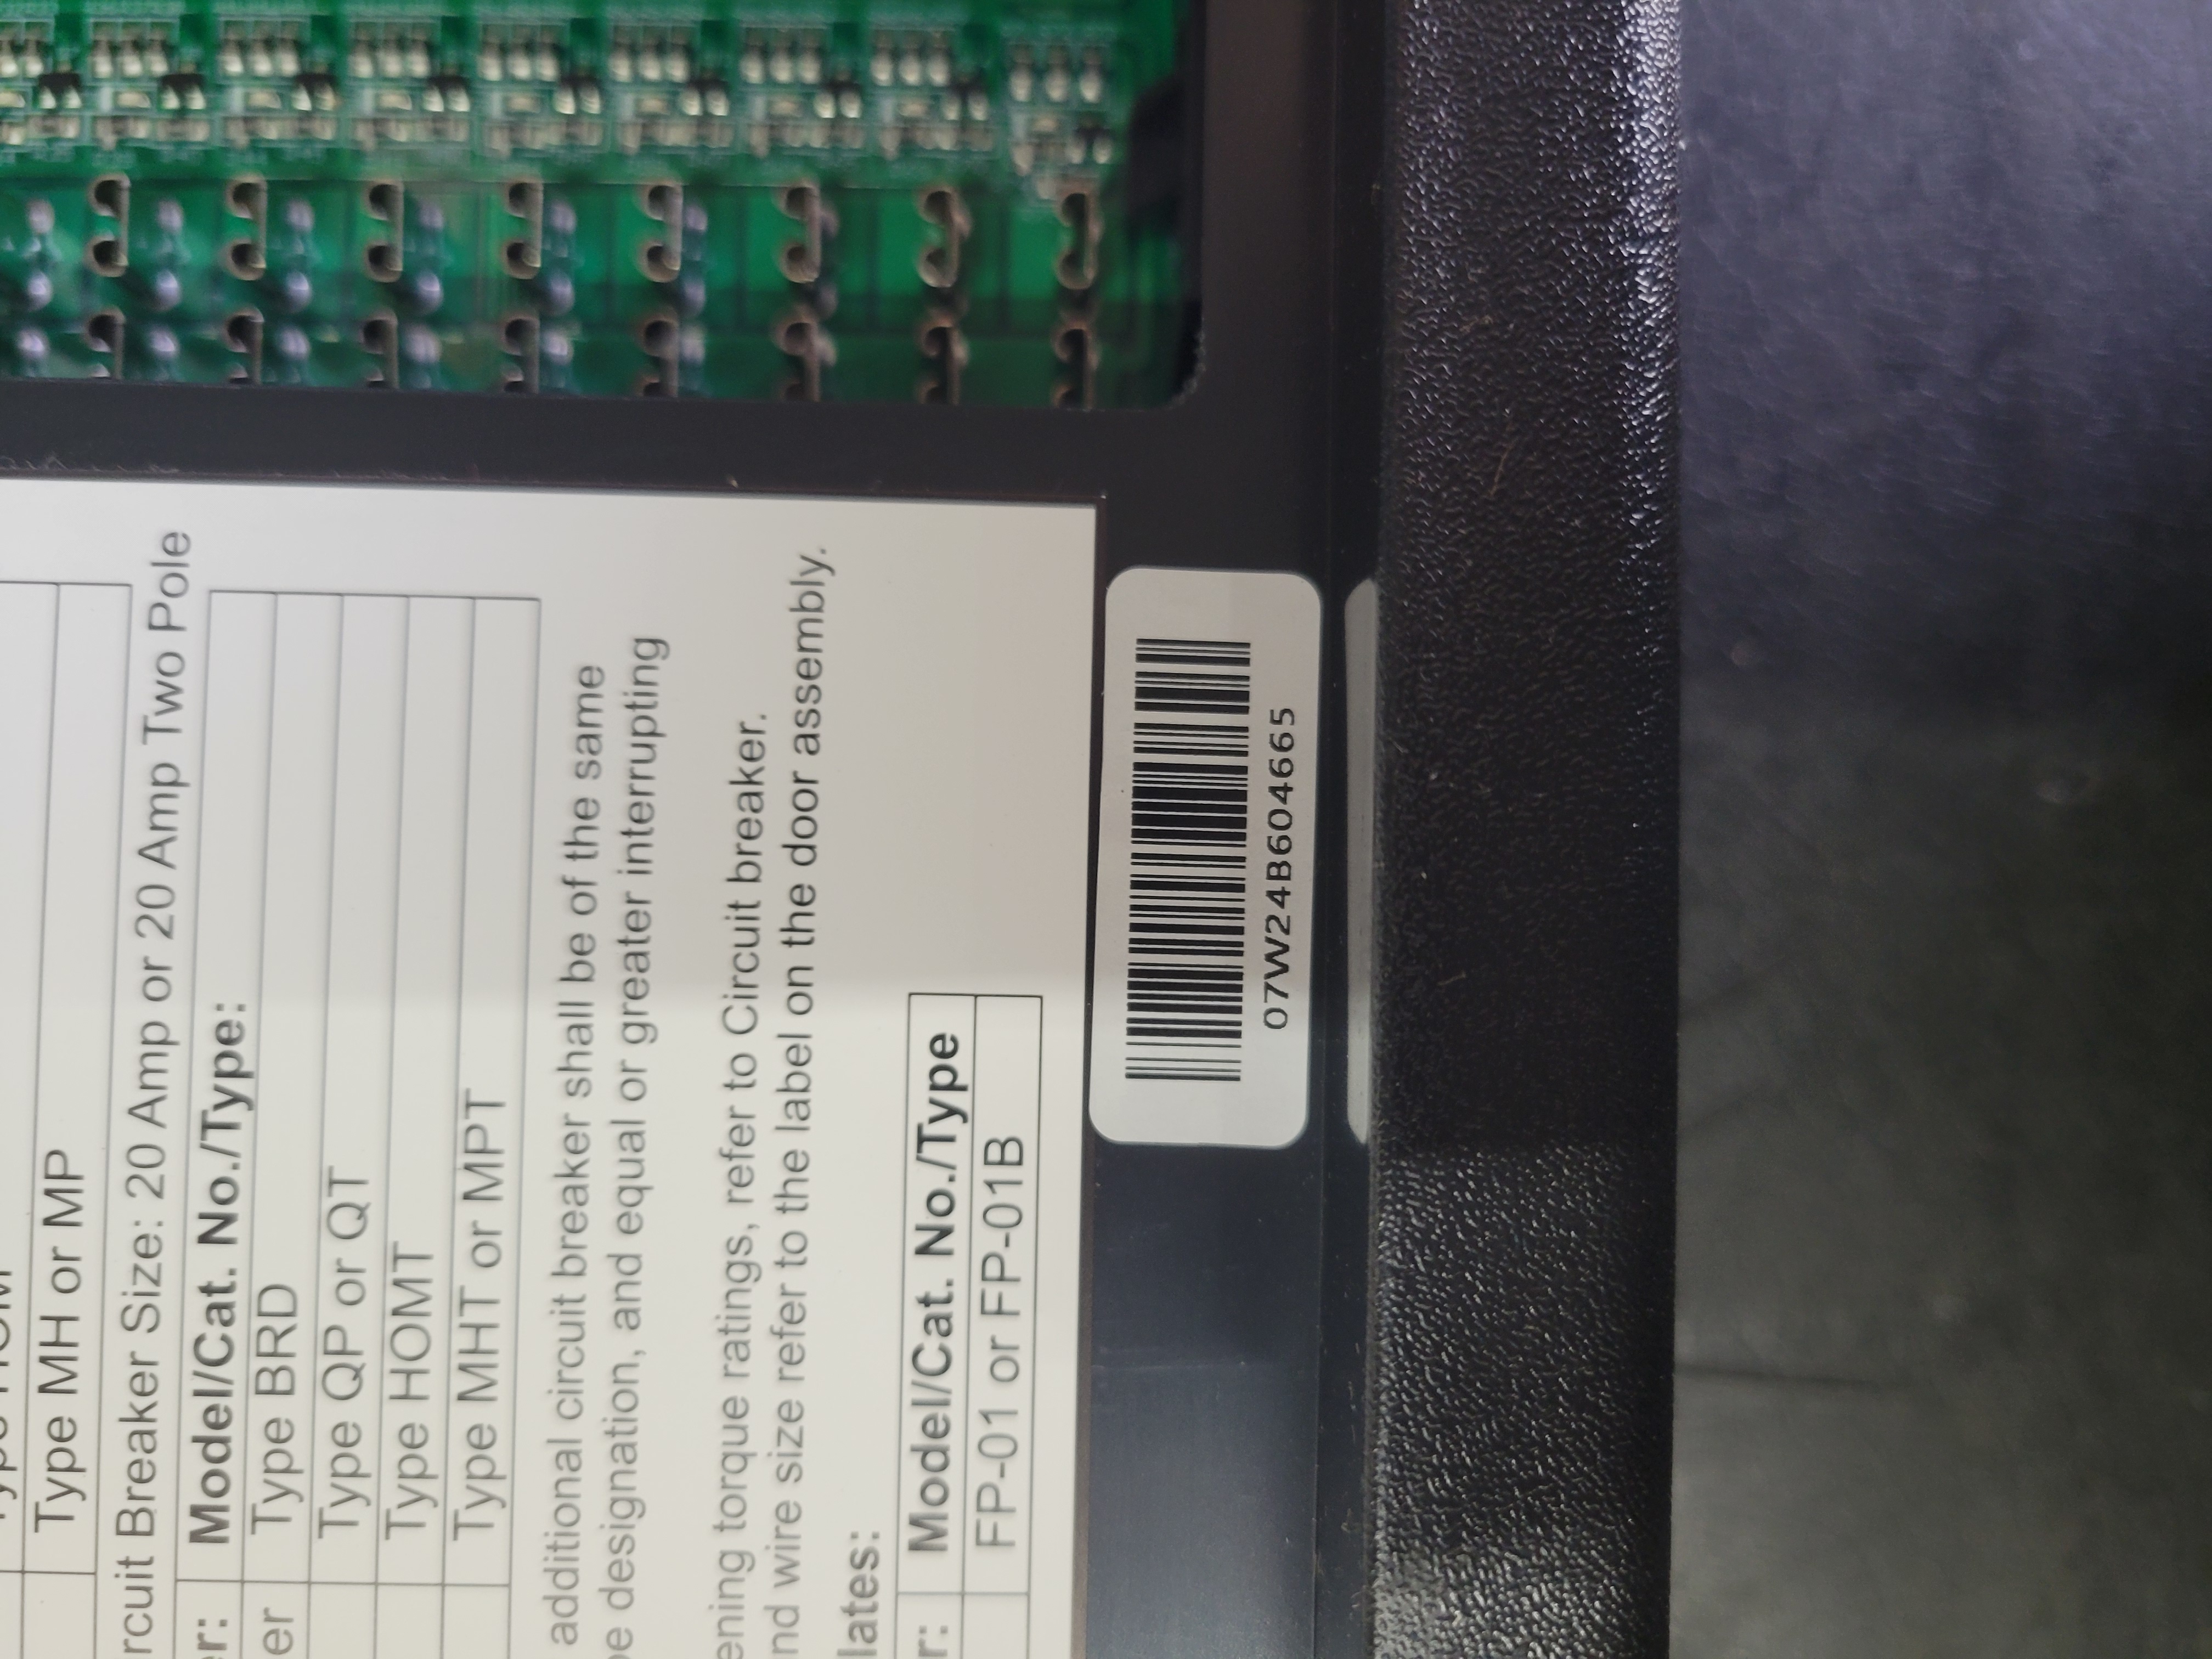 Type MH or MP
rcuit Breaker Size: 20 Amp or 20 Amp Two Pole
er: Model/Cat. No./Type:
er Type BRD
Type QP or QT
Type HOMT
Type MHT or MPT
additional circuit breaker shall be of the same
e designation, and equal or greater interrupting
ening torque ratings, refer to Circuit breaker.
nd wire size refer to the label on the door assembly.
lates:
r: Model/Cat. No./Type
FP-01 or FP-01B
07W24B604665